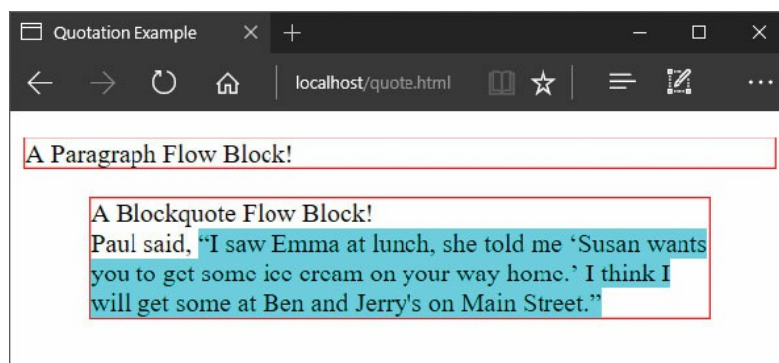 Quotation Example
localhost/quote.html
A Paragraph Flow Block!
A Blockquote Flow Block!
Paul said, “I saw Emma at lunch, she told me ‘Susan wants
you to get some ice cream on your way home.’ I think I
will get some at Ben and Jerry's on Main Street.”